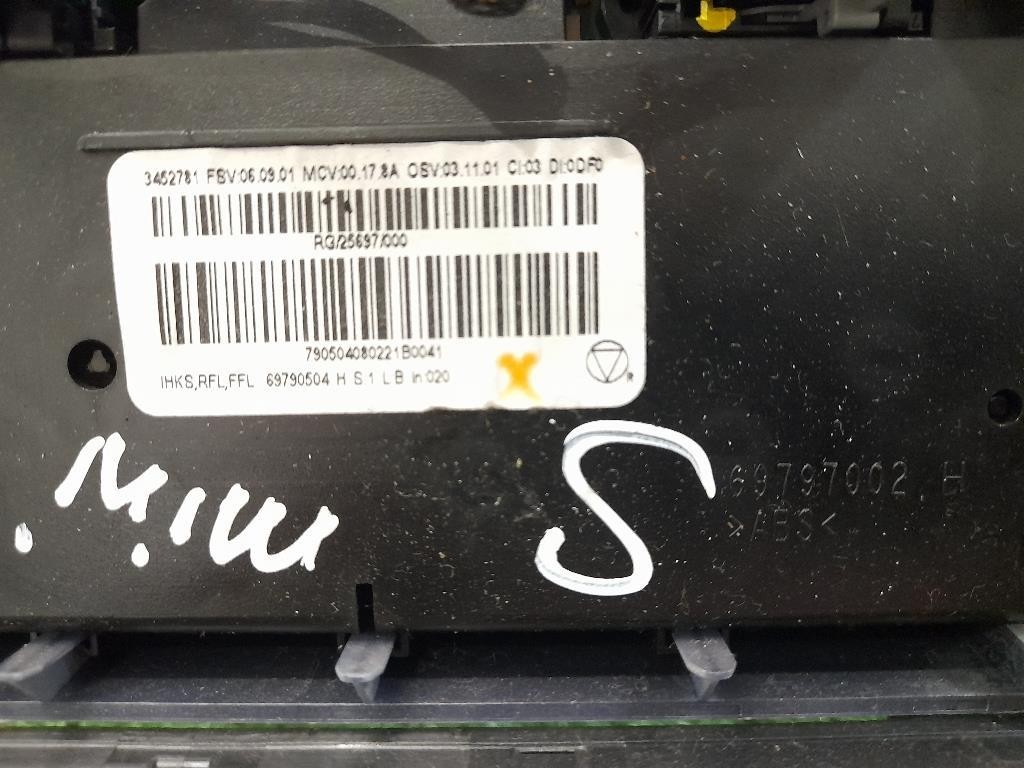 3452781 FSV:06.09.01 MCV:00.17.8A OSV:03.11.01 CI:03 DI:0DF0
RG/25697/000
790504080221B0041
IHKS,RFL,FFL 69790504 H S:1 L B in:020
X
R
S
69797002 H
>ABS<